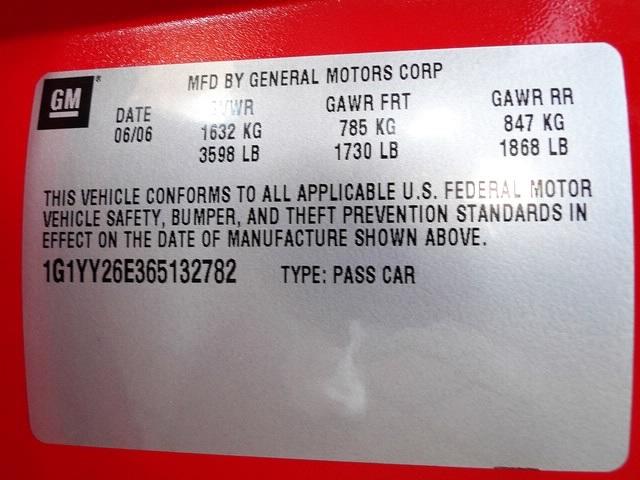 GM ®
MFD BY GENERAL MOTORS CORP
DATE GVWR GAWR FRT GAWR RR
06/06 1632 KG 785 KG 847 KG
3598 LB 1730 LB 1868 LB
THIS VEHICLE CONFORMS TO ALL APPLICABLE U.S. FEDERAL MOTOR
VEHICLE SAFETY, BUMPER, AND THEFT PREVENTION STANDARDS IN
EFFECT ON THE DATE OF MANUFACTURE SHOWN ABOVE.
1G1YY26E365132782 TYPE: PASS CAR